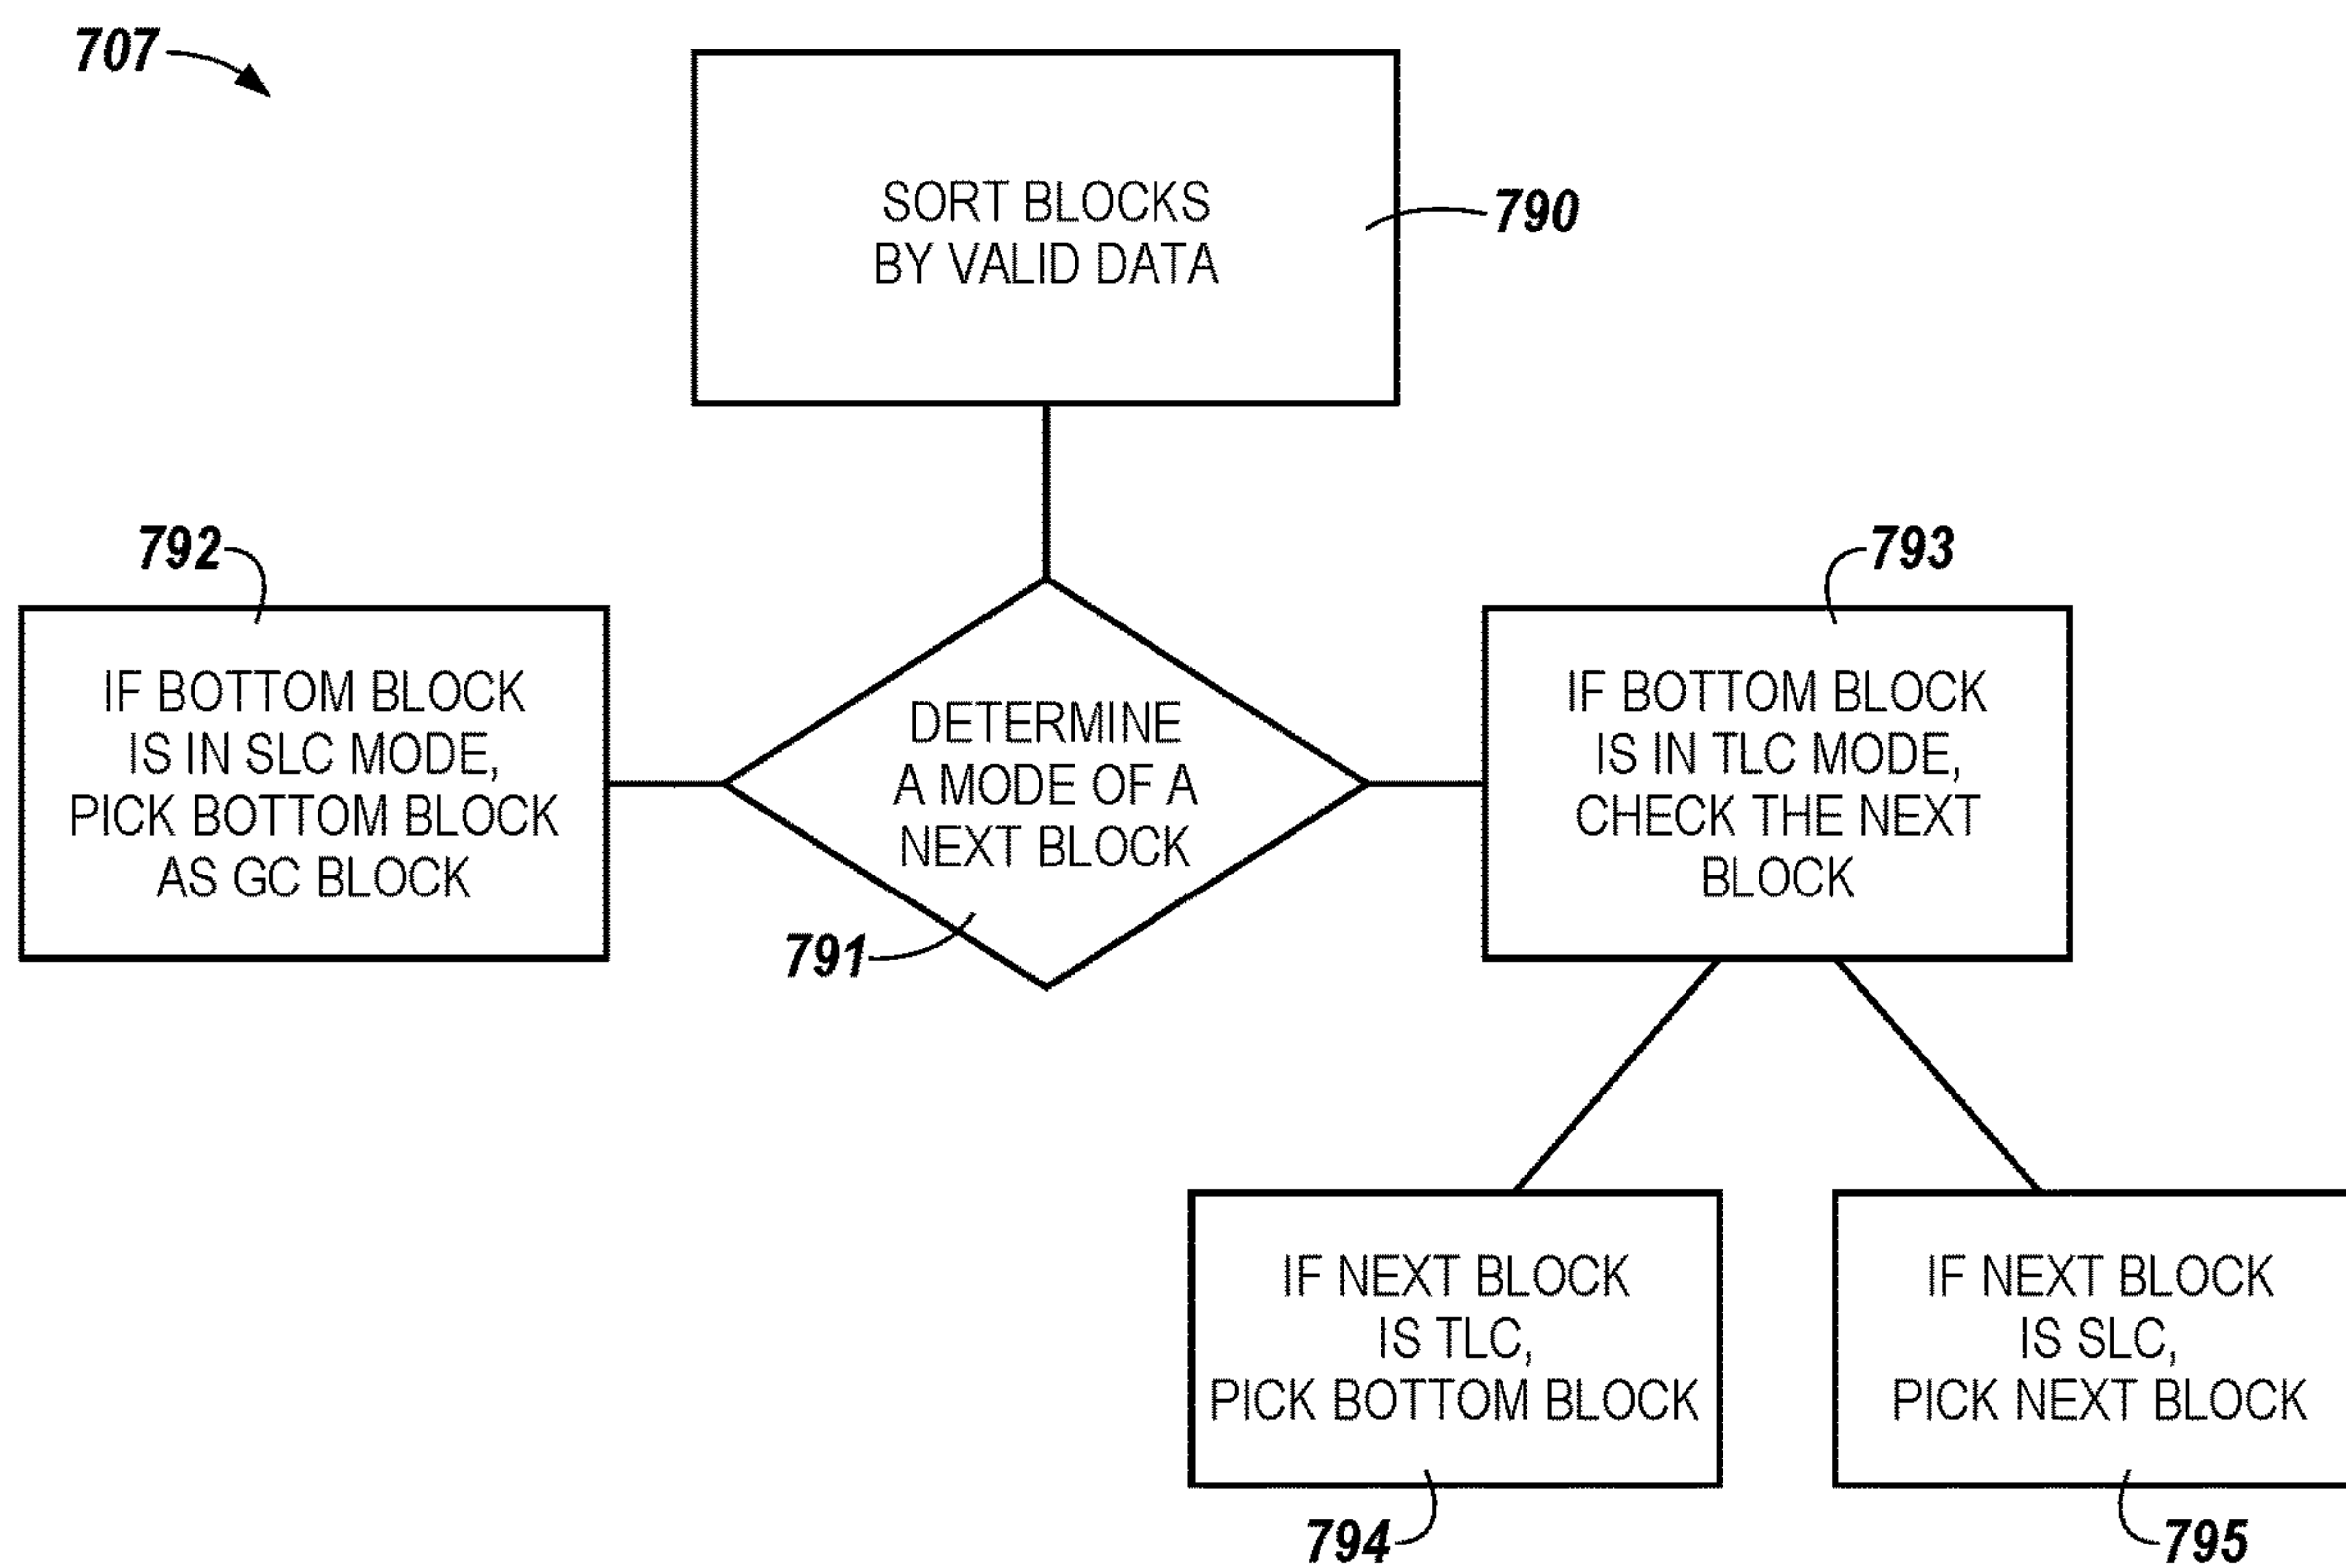 707
SORT BLOCKS
BY VALID DATA
790
792
IF BOTTOM BLOCK
IS IN SLC MODE,
PICK BOTTOM BLOCK
AS GC BLOCK
DETERMINE
A MODE OF A
NEXT BLOCK
791
793
IF BOTTOM BLOCK
IS IN TLC MODE,
CHECK THE NEXT
BLOCK
IF NEXT BLOCK
IS TLC,
PICK BOTTOM BLOCK
794
IF NEXT BLOCK
IS SLC,
PICK NEXT BLOCK
795